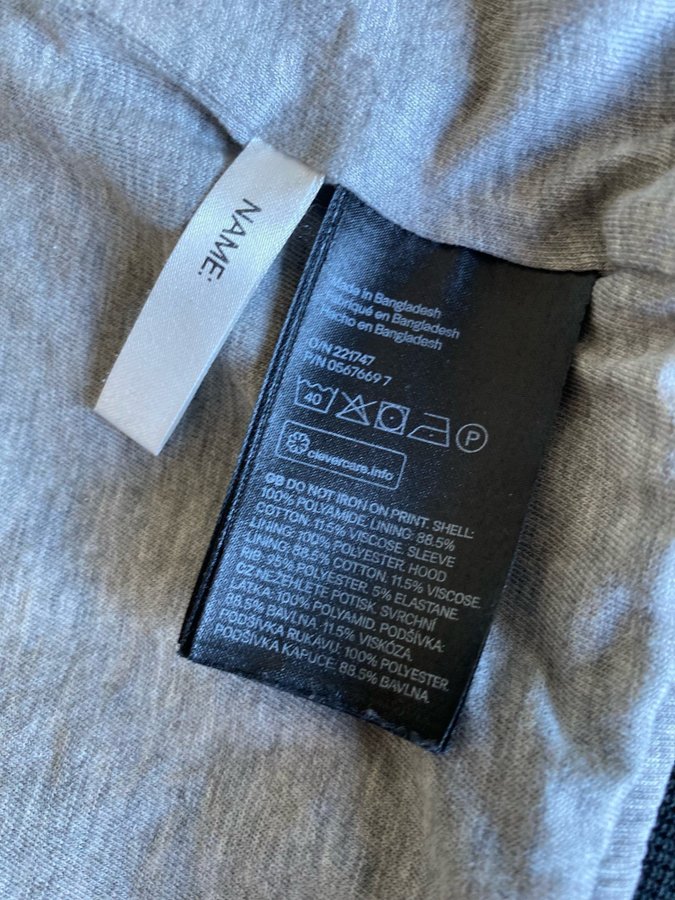 NAME:
Made in Bangladesh
Fabriqué en Bangladesh
Hecho en Bangladesh
O/N 221747
P/N 0567669 7
40
P
clevercare.info
GB DO NOT IRON ON PRINT. SHELL:
100% POLYAMIDE. LINING: 88.5%
COTTON. 11.5% VISCOSE. SLEEVE
LINING: 100% POLYESTER. HOOD
LINING: 88.5% COTTON. 11.5% VISCOSE.
RIB: 95% POLYESTER. 5% ELASTANE.
CZ NEŽEHLETE POTISK. SVRCHNÍ
LÁTKA: 100% POLYAMID. PODŠÍVKA:
88.5% BAVLNA. 11.5% VISKÓZA.
PODŠÍVKA RUKÁVŮ: 100% POLYESTER.
PODŠÍVKA KAPUCE: 88.5% BAVLNA.